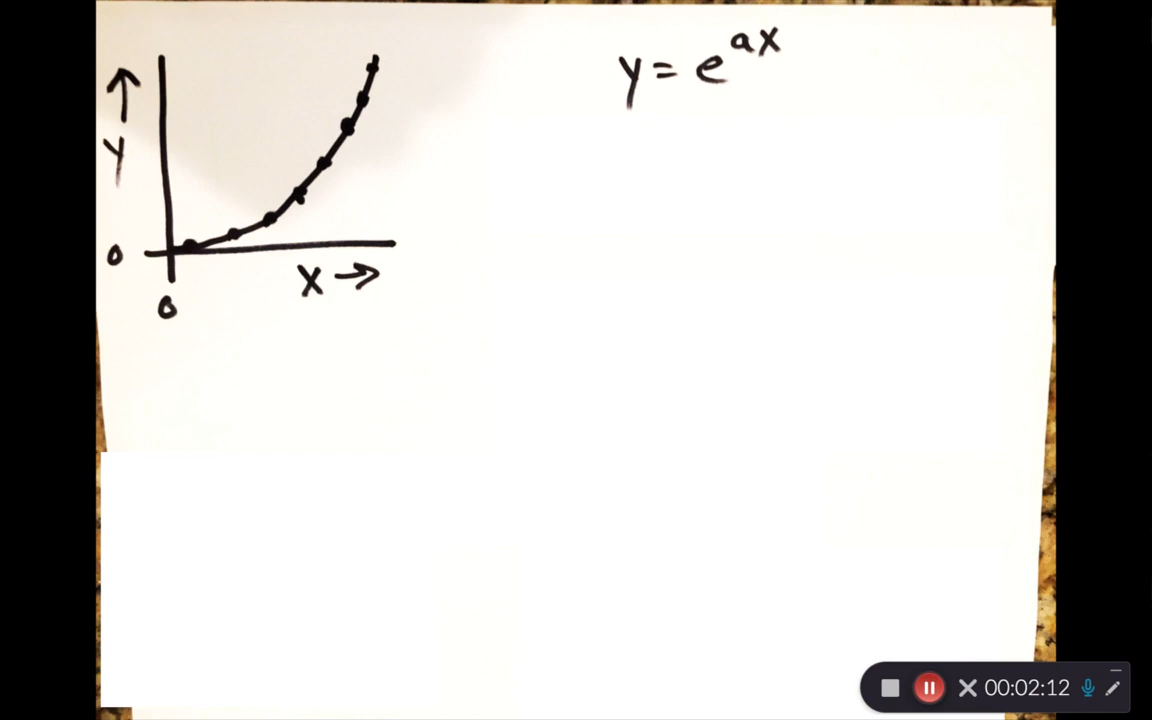 y = e^{ax}
↑
y
0
x →
0
00:02:12